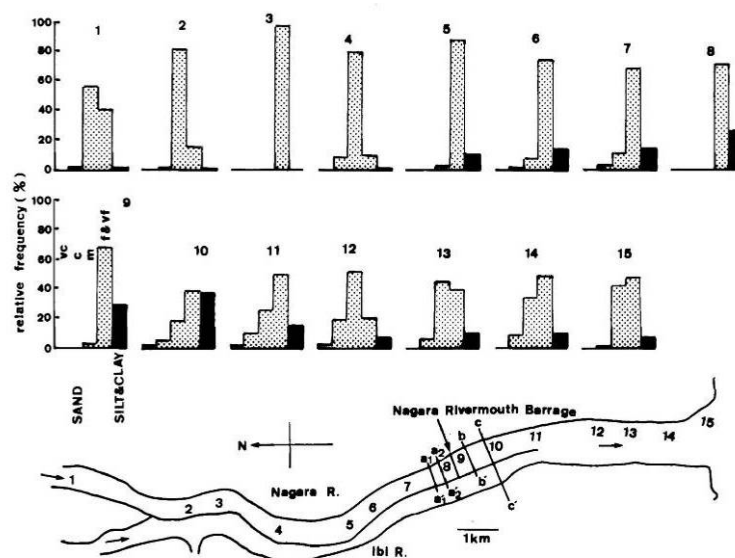 relative frequency (%)
100
80
60
40
20
0
1
2
3
4
5
6
7
8
100
80
60
40
20
0
vc
c
m
f&vf
9
10
11
12
13
14
15
SAND
SILT&CLAY
N
Nagara Rivermouth Barrage
Nagara R.
Ibi R.
1
2
3
4
5
6
7
a1
a2
8
9
b
c
10
11
12
13
14
15
a1'
a2'
b'
c'
1km